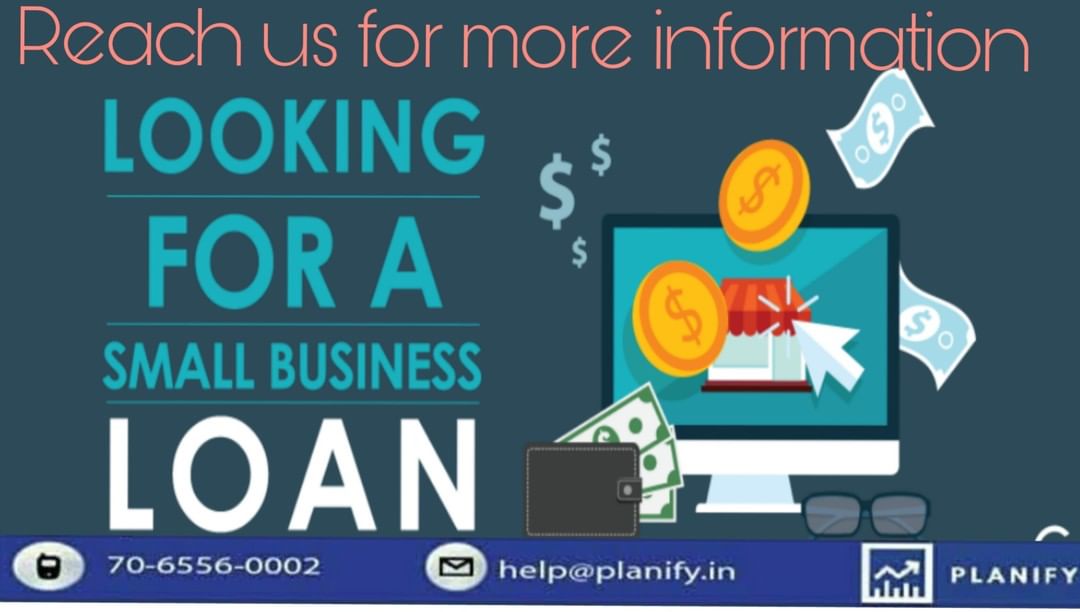 Reach us for more information
LOOKING
FOR A
SMALL BUSINESS
LOAN
70-6556-0002
help@planify.in
PLANIFY